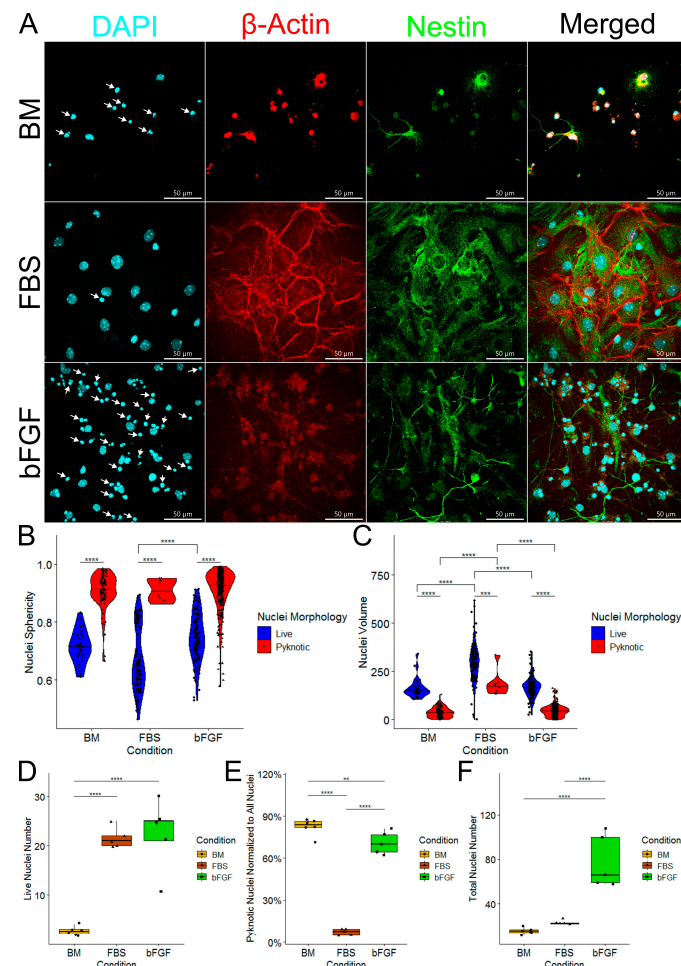 A DAPI β-Actin Nestin Merged
BM
50 μm 50 μm 50 μm 50 μm
FBS
50 μm 50 μm 50 μm 50 μm
bFGF
50 μm 50 μm 50 μm 50 μm
B
****
**** **** ****
1.0
0.8
0.6
Nuclei Sphericity
BM FBS bFGF
Condition
Nuclei Morphology
Live
Pyknotic
C
****
****
**** ****
**** *** ****
750
500
250
0
Nuclei Volume
BM FBS bFGF
Condition
Nuclei Morphology
Live
Pyknotic
D
****
****
30
20
10
Live Nuclei Number
BM FBS bFGF
Condition
Condition
BM
FBS
bFGF
E
**
****
****
120%
90%
60%
30%
0%
Pyknotic Nuclei Normalized to All Nuclei
BM FBS bFGF
Condition
Condition
BM
FBS
bFGF
F
****
****
120
80
40
Total Nuclei Number
BM FBS bFGF
Condition
Condition
BM
FBS
bFGF